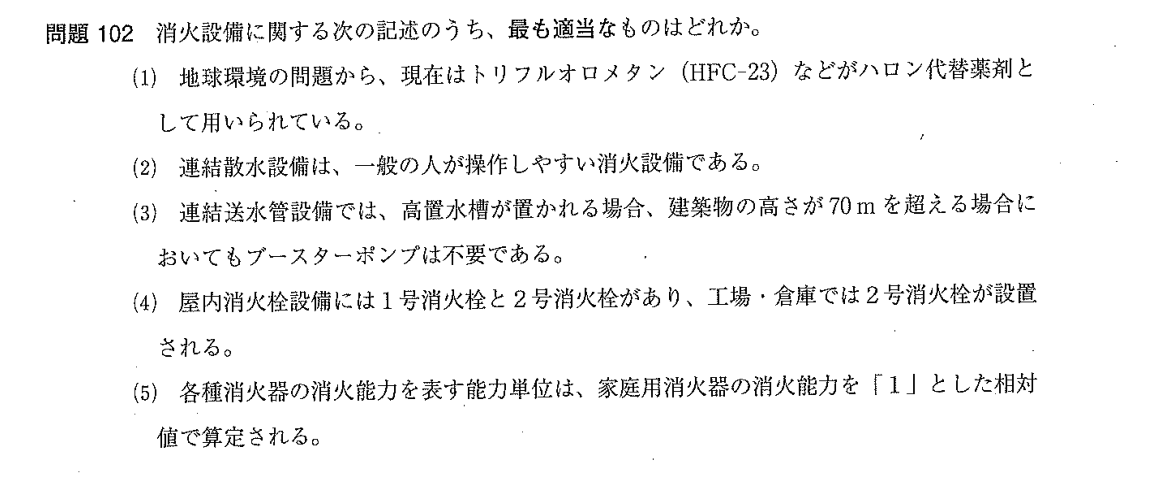 問題 102 消火設備に関する次の記述のうち、最も適当なものはどれか。
(1) 地球環境の問題から、現在はトリフルオロメタン（HFC-23）などがハロン代替薬剤と
して用いられている。
(2) 連結散水設備は、一般の人が操作しやすい消火設備である。
(3) 連結送水管設備では、高置水槽が置かれる場合、建築物の高さが 70 m を超える場合に
おいてもブースターポンプは不要である。
(4) 屋内消火栓設備には１号消火栓と２号消火栓があり、工場・倉庫では２号消火栓が設置
される。
(5) 各種消火器の消火能力を表す能力単位は、家庭用消火器の消火能力を「１」とした相対
値で算定される。